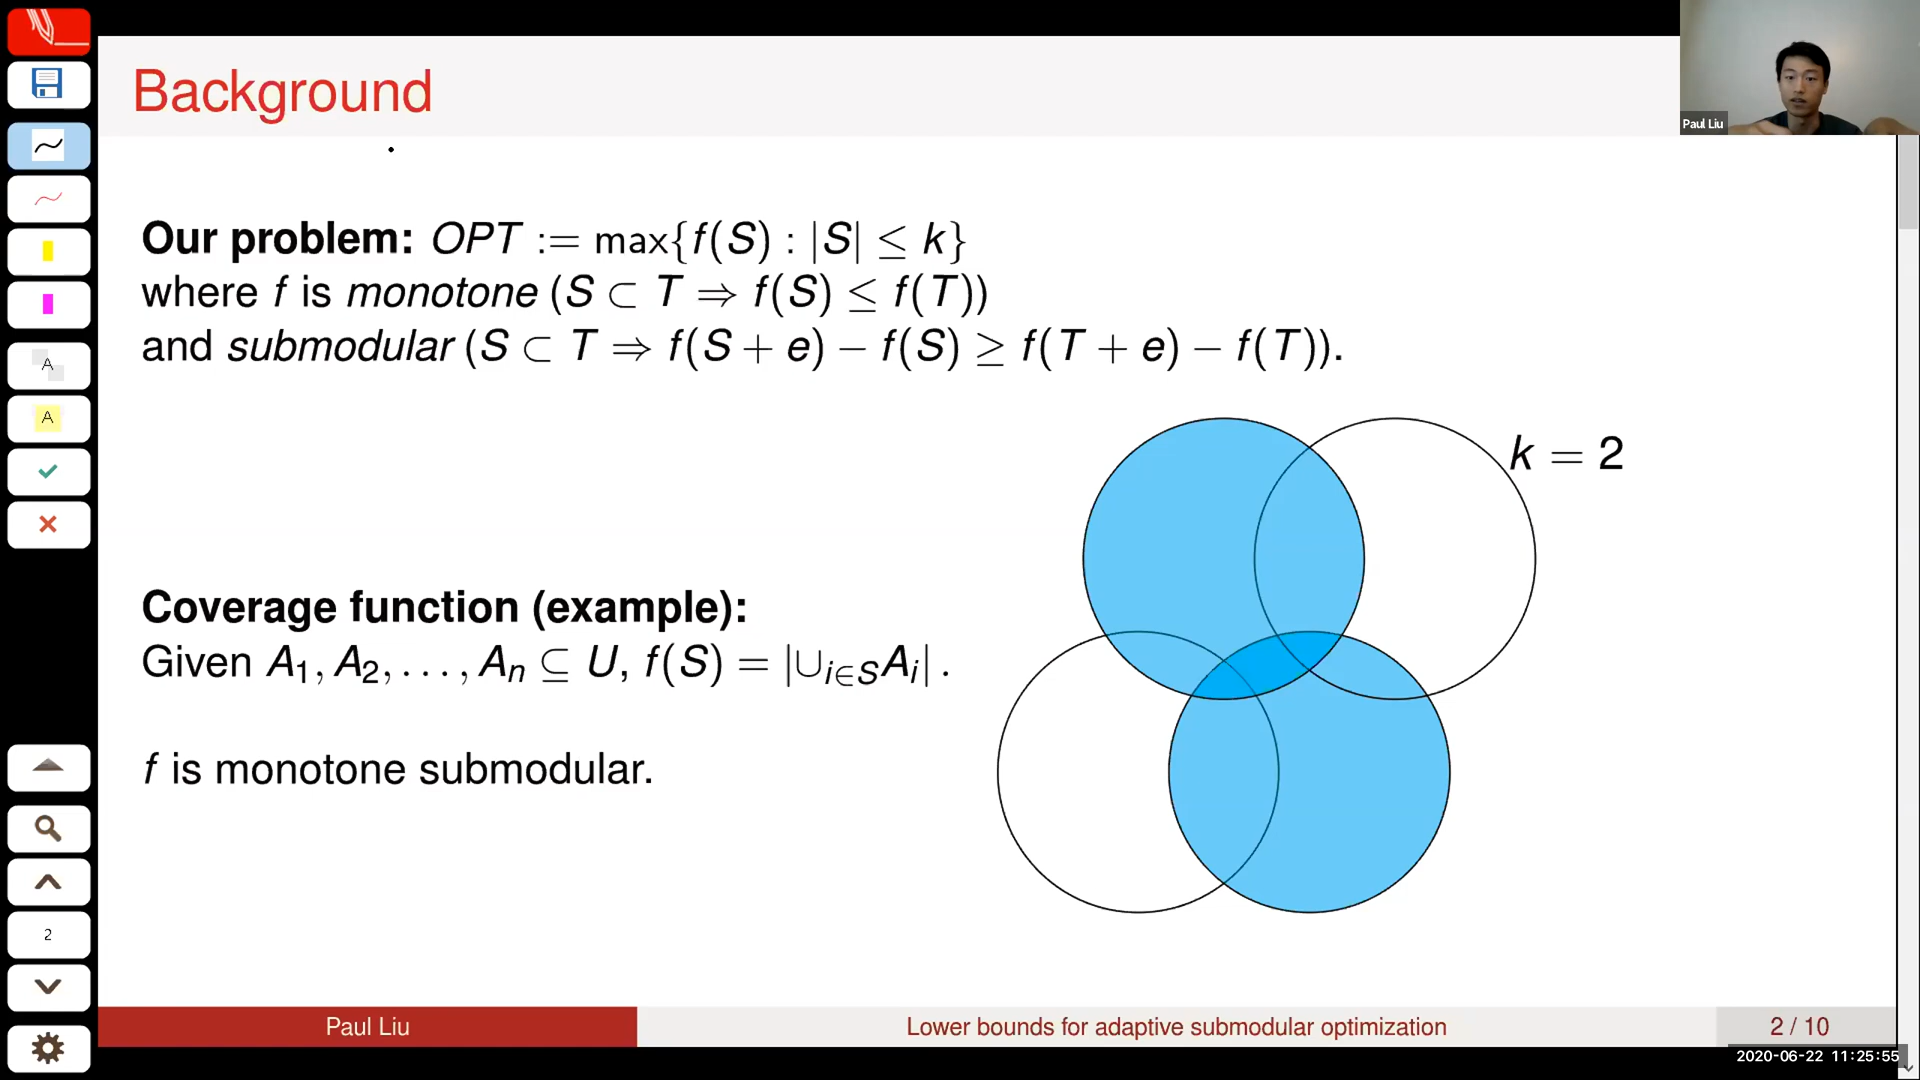 Background
Paul Liu
Our problem: OPT := max{f(S) : |S| ≤ k}
where f is monotone (S ⊂ T ⇒ f(S) ≤ f(T))
and submodular (S ⊂ T ⇒ f(S + e) − f(S) ≥ f(T + e) − f(T)).
k = 2
Coverage function (example):
Given A₁, A₂, . . . , Aₙ ⊆ U, f(S) = |∪_{i∈S}A_i| .
f is monotone submodular.
A
A
2
Paul Liu
Lower bounds for adaptive submodular optimization
2 / 10
2020-06-22 11:25:55